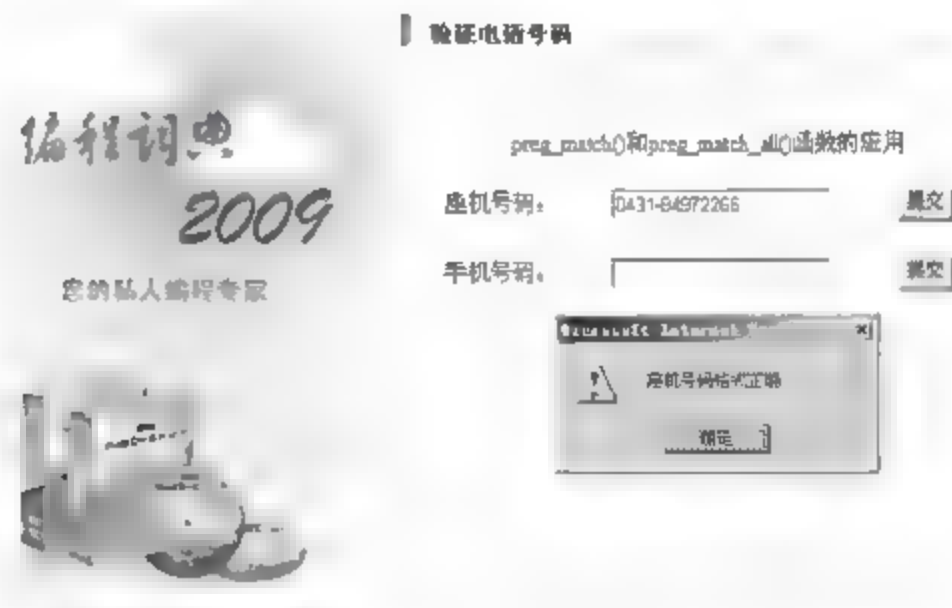 验证电话号码
编程词典
2009
您的私人编程专家
preg_match()和preg_match_all()函数的应用
座机号码：
0431-84972266
提交
手机号码：
提交
Microsoft Internet
座机号码格式正确
确定